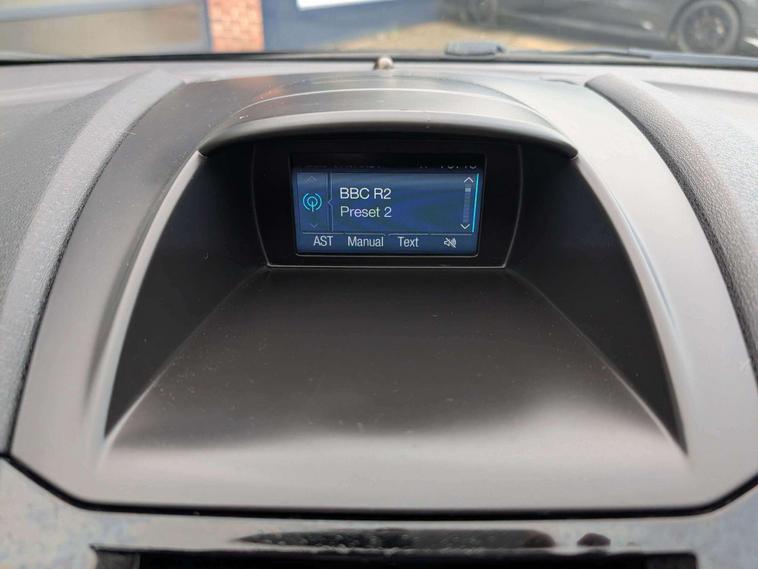 BBC R2
Preset 2
AST Manual Text